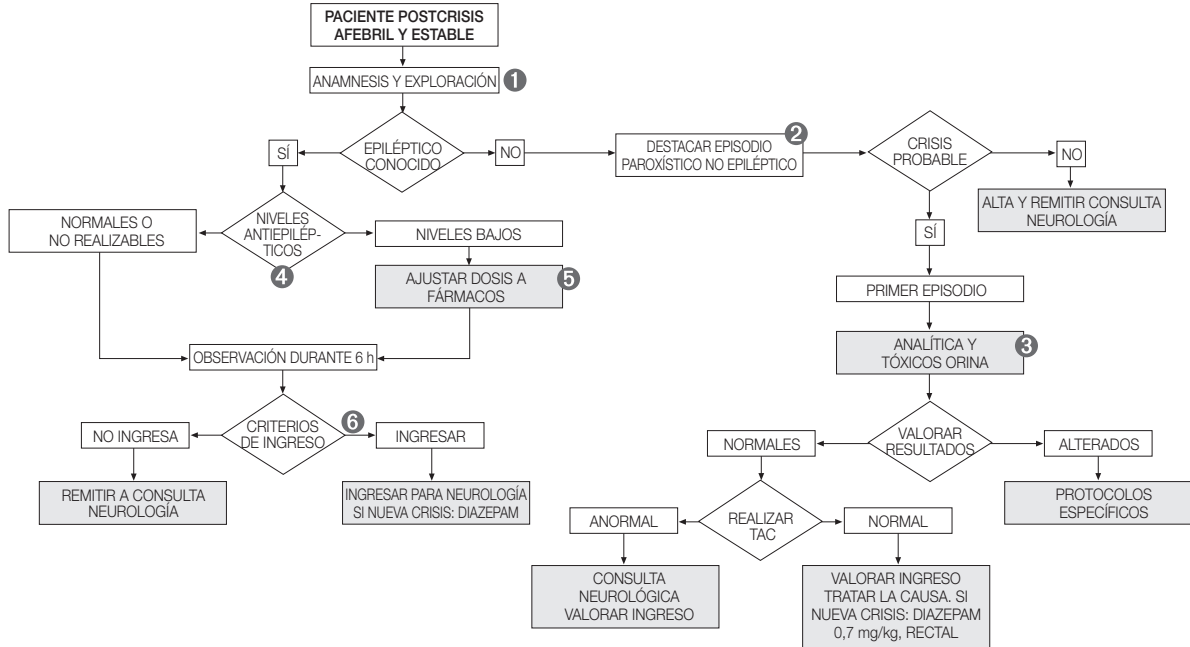 PACIENTE POSTCRISIS
AFEBRIL Y ESTABLE
ANAMNESIS Y EXPLORACIÓN 1
EPILÉPTICO
CONOCIDO
SÍ
NO
DESTACAR EPISODIO
PAROXÍSTICO NO EPILÉPTICO
2
CRISIS
PROBABLE
NO
ALTA Y REMITIR CONSULTA
NEUROLOGÍA
SÍ
PRIMER EPISODIO
ANALÍTICA Y
TÓXICOS ORINA
3
VALORAR
RESULTADOS
NORMALES
ALTERADOS
PROTOCOLOS
ESPECÍFICOS
REALIZAR
TAC
ANORMAL
NORMAL
CONSULTA
NEUROLÓGICA
VALORAR INGRESO
VALORAR INGRESO
TRATAR LA CAUSA. SI
NUEVA CRISIS: DIAZEPAM
0,7 mg/kg, RECTAL
NIVELES
ANTIEPILÉP-
TICOS
4
NORMALES O
NO REALIZABLES
NIVELES BAJOS
AJUSTAR DOSIS A
FÁRMACOS
5
OBSERVACIÓN DURANTE 6 h
CRITERIOS
DE INGRESO
6
NO INGRESA
INGRESAR
REMITIR A CONSULTA
NEUROLOGÍA
INGRESAR PARA NEUROLOGÍA
SI NUEVA CRISIS: DIAZEPAM